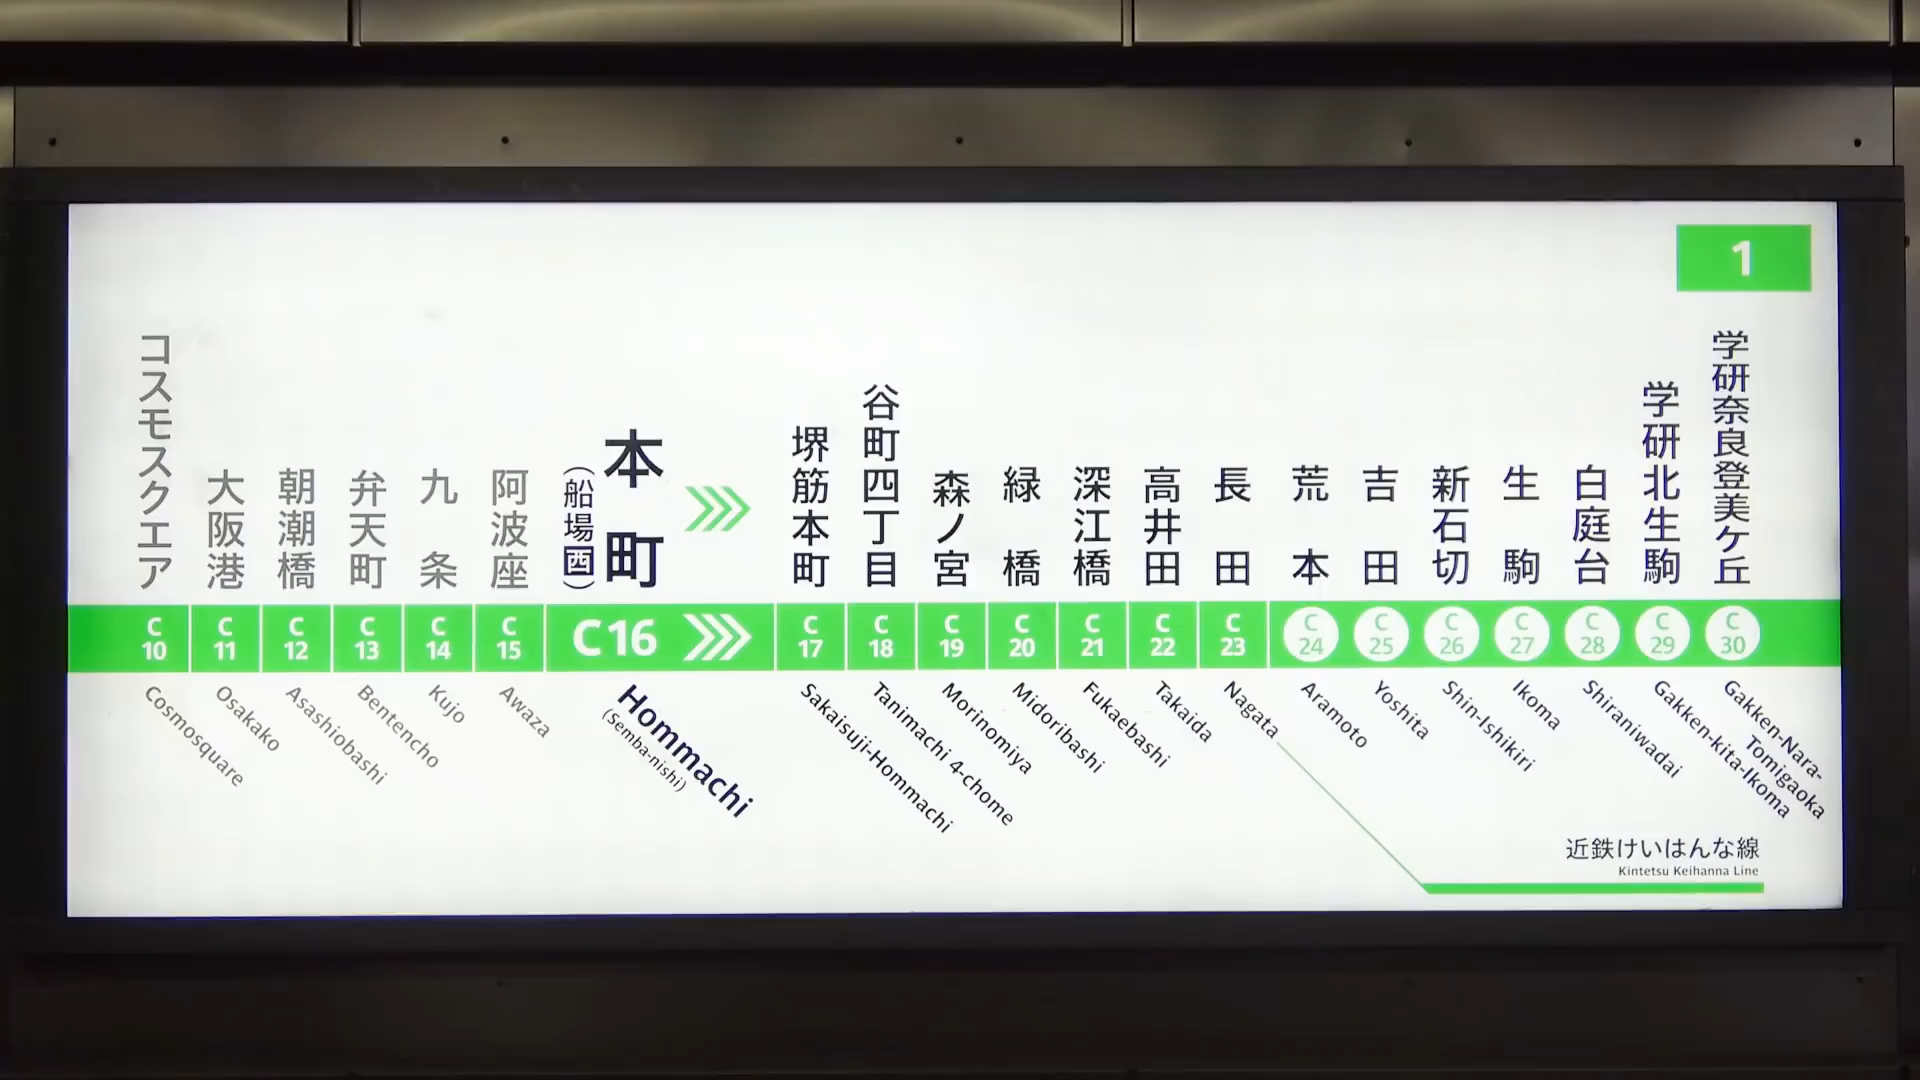 1
コスモスクエア
大阪港
朝潮橋
弁天町
九条
阿波座
本町
(船場西)
堺筋本町
谷町四丁目
森ノ宮
緑橋
深江橋
高井田
長田
荒本
吉田
新石切
生駒
白庭台
学研北生駒
学研奈良登美ケ丘
C 10
C 11
C 12
C 13
C 14
C 15
C16
C 17
C 18
C 19
C 20
C 21
C 22
C 23
C 24
C 25
C 26
C 27
C 28
C 29
C 30
Cosmosquare
Osakako
Asashiobashi
Bentencho
Kujo
Awaza
Hommachi
(Semba-nishi)
Sakaisuji-Hommachi
Tanimachi 4-chome
Morinomiya
Midoribashi
Fukaebashi
Takaida
Nagata
Aramoto
Yoshita
Shin-Ishikiri
Ikoma
Shiraniwadai
Gakken-kita-Ikoma
Gakken-Nara-
Tomigaoka
近鉄けいはんな線
Kintetsu Keihanna Line